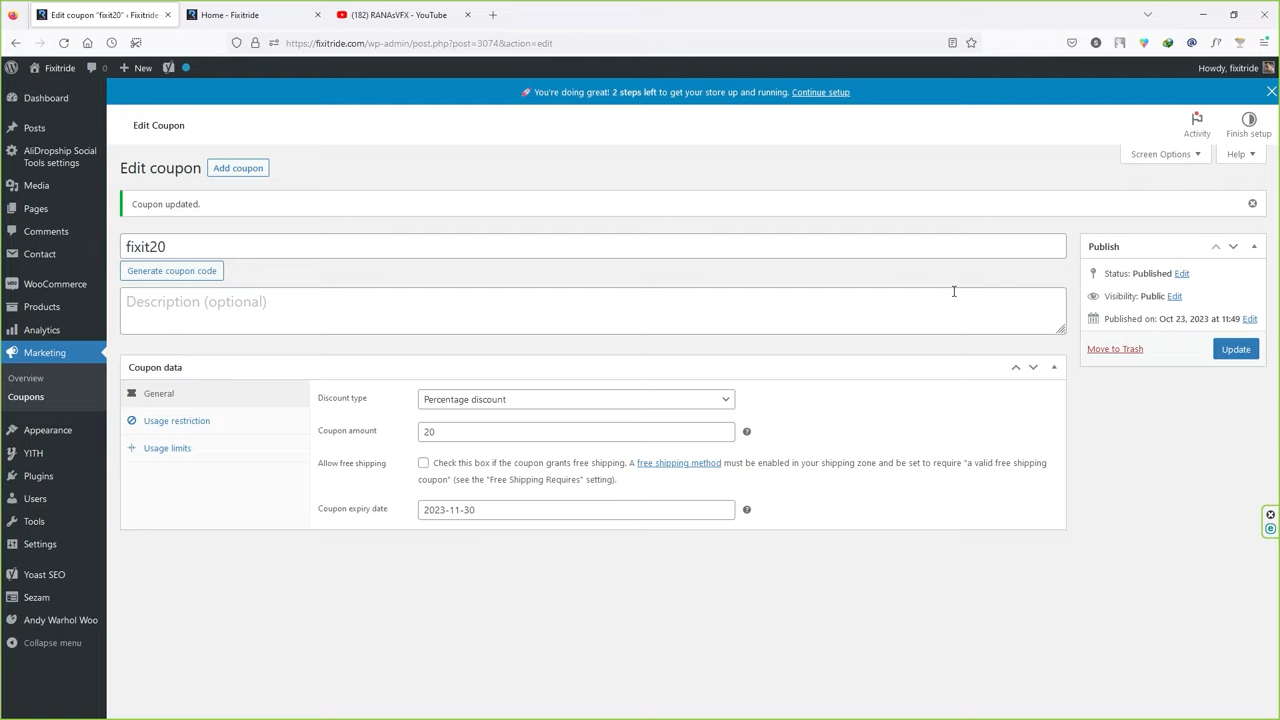 Edit coupon "fixit20" ‹ Fixitride
Home - Fixitride
(182) RANAsVFX - YouTube
https://fixitride.com/wp-admin/post.php?post=3074&action=edit
Fixitride
0
New
Howdy, fixitride
🚀 You're doing great! 2 steps left to get your store up and running. Continue setup
Dashboard
Posts
AliDropship Social
Tools settings
Media
Pages
Comments
Contact
WooCommerce
Products
Analytics
Marketing
Overview
Coupons
Appearance
YITH
Plugins
Users
Tools
Settings
Yoast SEO
Sezam
Andy Warhol Woo
Collapse menu
Edit Coupon
Activity
Finish setup
Screen Options
Help
Edit coupon
Add coupon
Coupon updated.
fixit20
Generate coupon code
Description (optional)
Coupon data
General
Usage restriction
Usage limits
Discount type
Percentage discount
Coupon amount
20
Allow free shipping
Check this box if the coupon grants free shipping. A free shipping method must be enabled in your shipping zone and be set to require "a valid free shipping
coupon" (see the "Free Shipping Requires" setting).
Coupon expiry date
2023-11-30
Publish
Status: Published Edit
Visibility: Public Edit
Published on: Oct 23, 2023 at 11:49 Edit
Move to Trash
Update